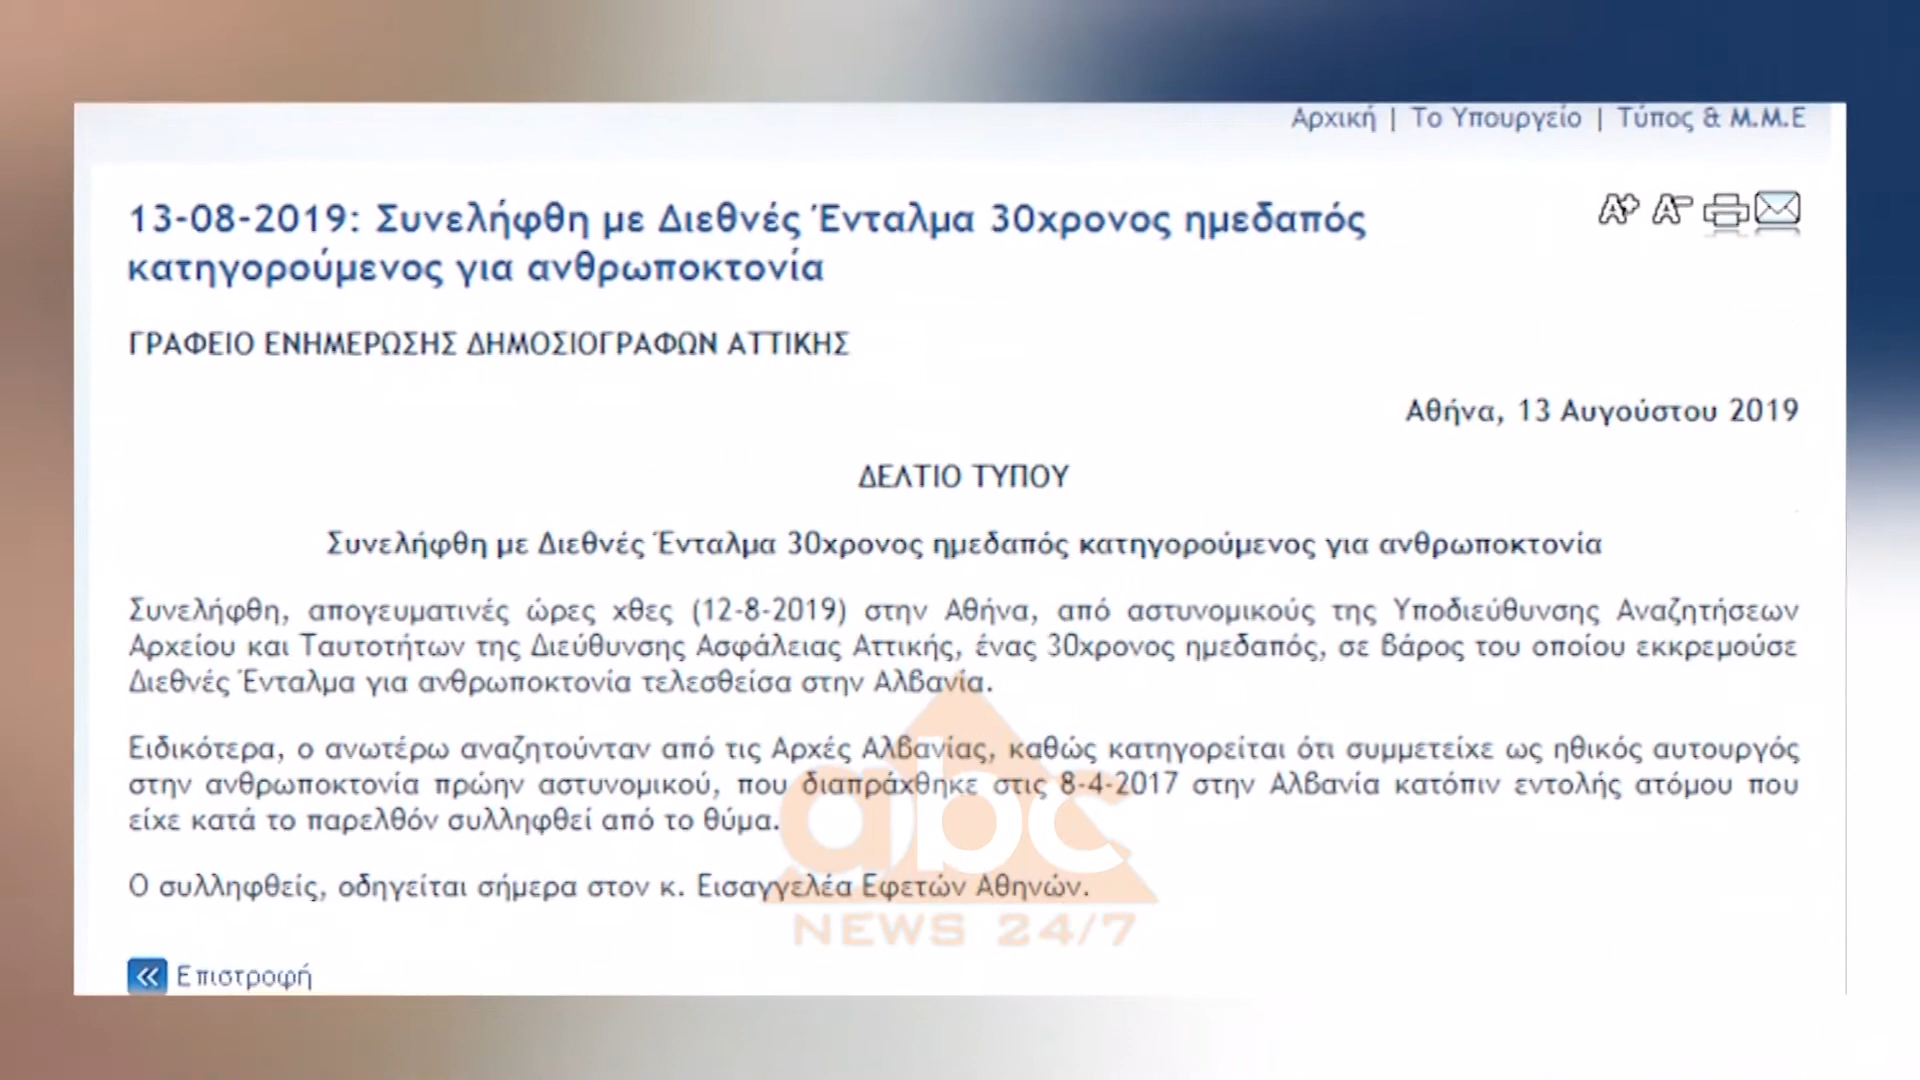 Αρχική | Το Υπουργείο | Τύπος & Μ.Μ.Ε
13-08-2019: Συνελήφθη με Διεθνές Ένταλμα 30χρονος ημεδαπός
κατηγορούμενος για ανθρωποκτονία
A+ A-
ΓΡΑΦΕΙΟ ΕΝΗΜΕΡΩΣΗΣ ΔΗΜΟΣΙΟΓΡΑΦΩΝ ΑΤΤΙΚΗΣ
Αθήνα, 13 Αυγούστου 2019
ΔΕΛΤΙΟ ΤΥΠΟΥ
Συνελήφθη με Διεθνές Ένταλμα 30χρονος ημεδαπός κατηγορούμενος για ανθρωποκτονία
Συνελήφθη, απογευματινές ώρες χθες (12-8-2019) στην Αθήνα, από αστυνομικούς της Υποδιεύθυνσης Αναζητήσεων
Αρχείου και Ταυτοτήτων της Διεύθυνσης Ασφάλειας Αττικής, ένας 30χρονος ημεδαπός, σε βάρος του οποίου εκκρεμούσε
Διεθνές Ένταλμα για ανθρωποκτονία τελεσθείσα στην Αλβανία.
Ειδικότερα, ο ανωτέρω αναζητούνταν από τις Αρχές Αλβανίας, καθώς κατηγορείται ότι συμμετείχε ως ηθικός αυτουργός
στην ανθρωποκτονία πρώην αστυνομικού, που διαπράχθηκε στις 8-4-2017 στην Αλβανία κατόπιν εντολής ατόμου που
είχε κατά το παρελθόν συλληφθεί από το θύμα.
Ο συλληφθείς, οδηγείται σήμερα στον κ. Εισαγγελέα Εφετών Αθηνών.
abc
NEWS 24/7
Επιστροφή